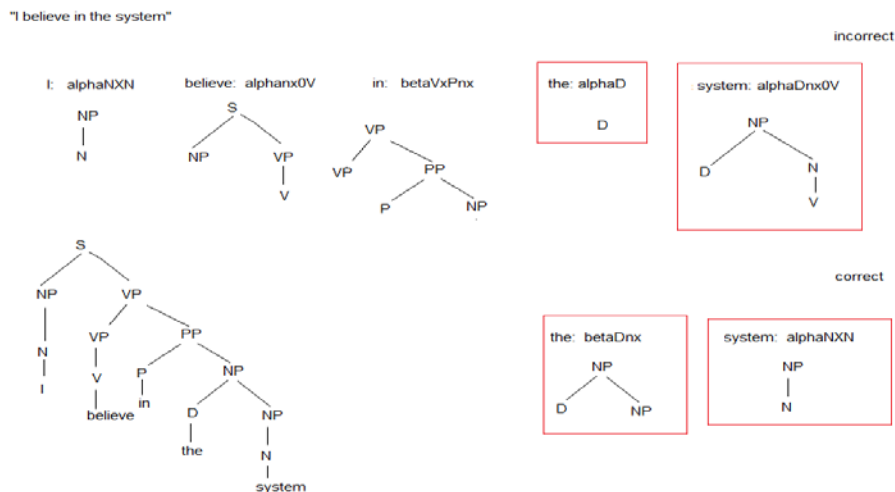 "I believe in the system"
incorrect
I: alphaNXN believe: alphanx0V in: betaVxPnx the: alphaD system: alphaDnx0V
NP
N
S
NP VP
V
VP
VP PP
P NP
D
NP
D N
V
S
NP VP
VP PP
N V P NP
I believe in D NP
the N
system
correct
the: betaDnx system: alphaNXN
NP
D NP
NP
N